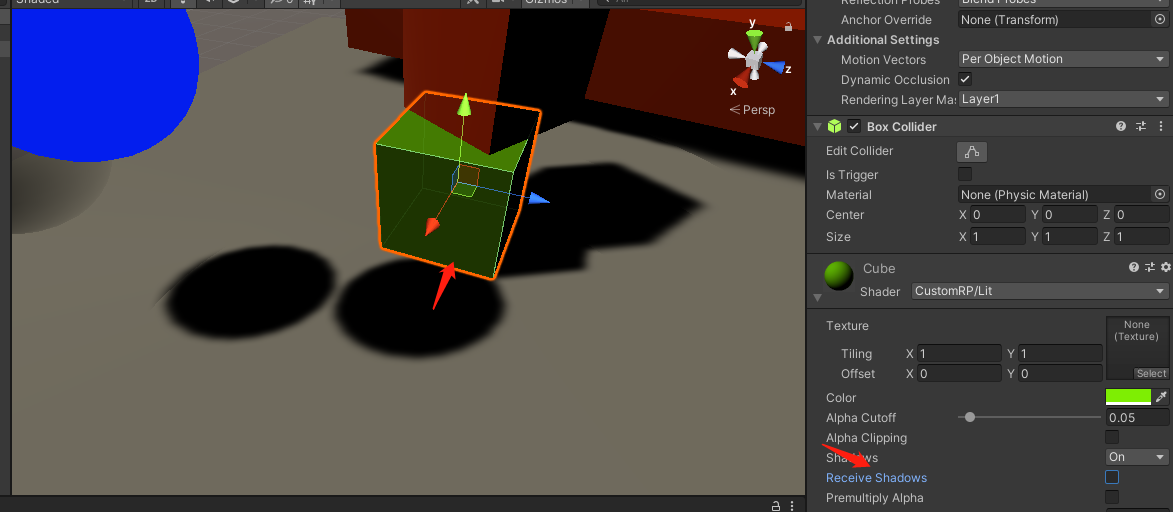 Shaded
2D
Gizmos
All
y
z
x
Persp
Reflection Probes
Blend Probes
Anchor Override
None (Transform)
Additional Settings
Motion Vectors
Per Object Motion
Dynamic Occlusion
Rendering Layer Mas
Layer1
Box Collider
Edit Collider
Is Trigger
Material
None (Physic Material)
Center
X 0 Y 0 Z 0
Size
X 1 Y 1 Z 1
Cube
Shader
CustomRP/Lit
Texture
None
(Texture)
Tiling
X 1 Y 1
Offset
X 0 Y 0
Select
Color
Alpha Cutoff
0.05
Alpha Clipping
Shadows
On
Receive Shadows
Premultiply Alpha